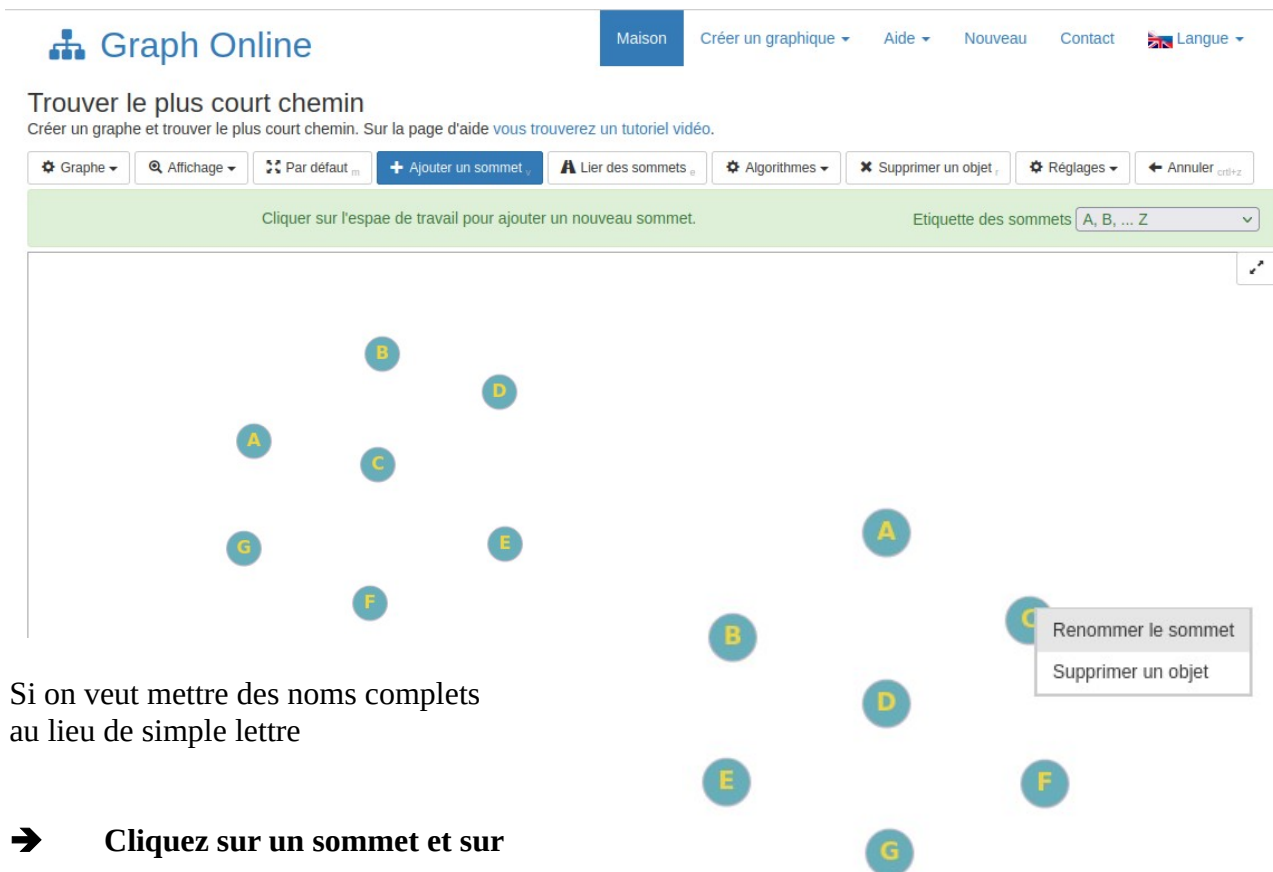 Graph Online
Maison Créer un graphique Aide Nouveau Contact Langue
Trouver le plus court chemin
Créer un graphe et trouver le plus court chemin. Sur la page d'aide vous trouverez un tutoriel vidéo.
Graphe Affichage Par défaut m Ajouter un sommet v Lier des sommets e Algorithmes Supprimer un objet r Réglages Annuler crtl+z
Cliquer sur l'espae de travail pour ajouter un nouveau sommet. Etiquette des sommets A, B, ... Z
B
D
A
C
G
E
F
A
B
C
Renommer le sommet
Supprimer un objet
D
E
F
G
Si on veut mettre des noms complets
au lieu de simple lettre
➔ Cliquez sur un sommet et sur